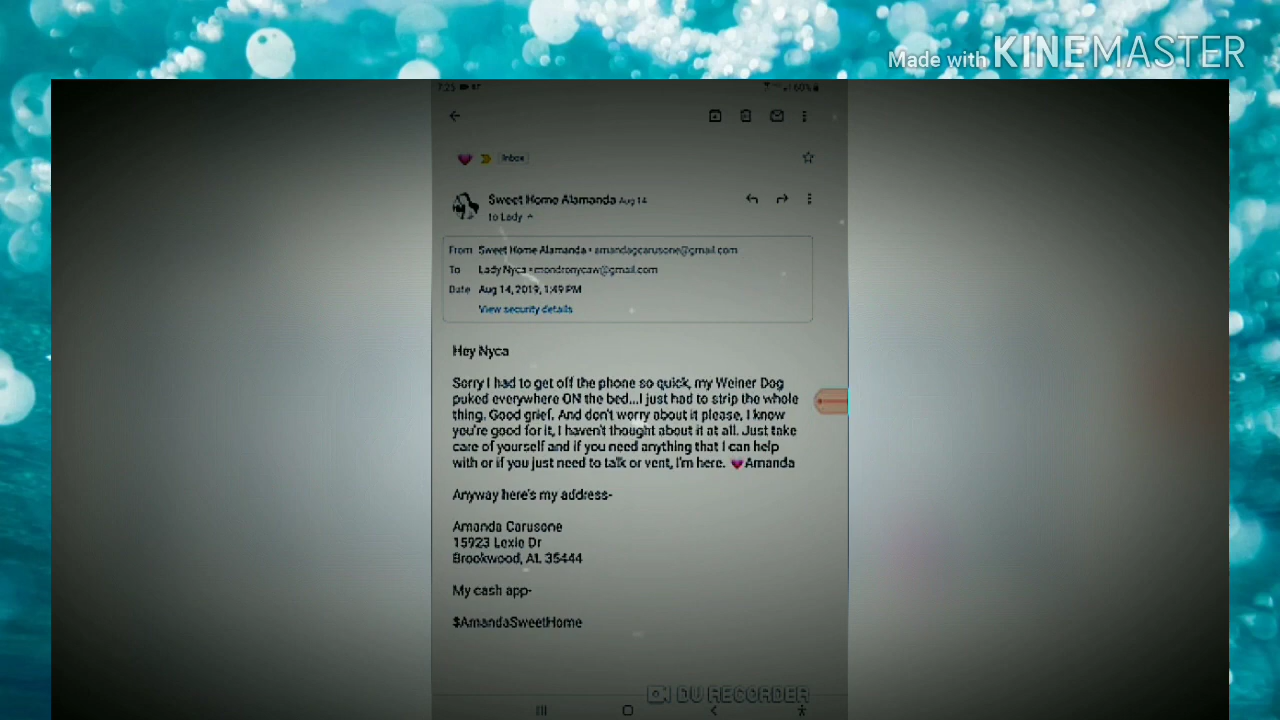 Made with KINEMASTER
7:25
60%
Inbox
Sweet Home Alamanda Aug 14
to Lady
From Sweet Home Alamanda • amandagcarusone@gmail.com
To Lady Nyca • mondronycaw@gmail.com
Date Aug 14, 2019, 1:49 PM
View security details
Hey Nyca
Sorry I had to get off the phone so quick, my Weiner Dog
puked everywhere ON the bed...I just had to strip the whole
thing. Good grief. And don't worry about it please, I know
you're good for it, I haven't thought about it at all. Just take
care of yourself and if you need anything that I can help
with or if you just need to talk or vent, I'm here. 💗Amanda
Anyway here's my address-
Amanda Carusone
15923 Lexie Dr
Brookwood, AL 35444
My cash app-
$AmandaSweetHome
DU RECORDER